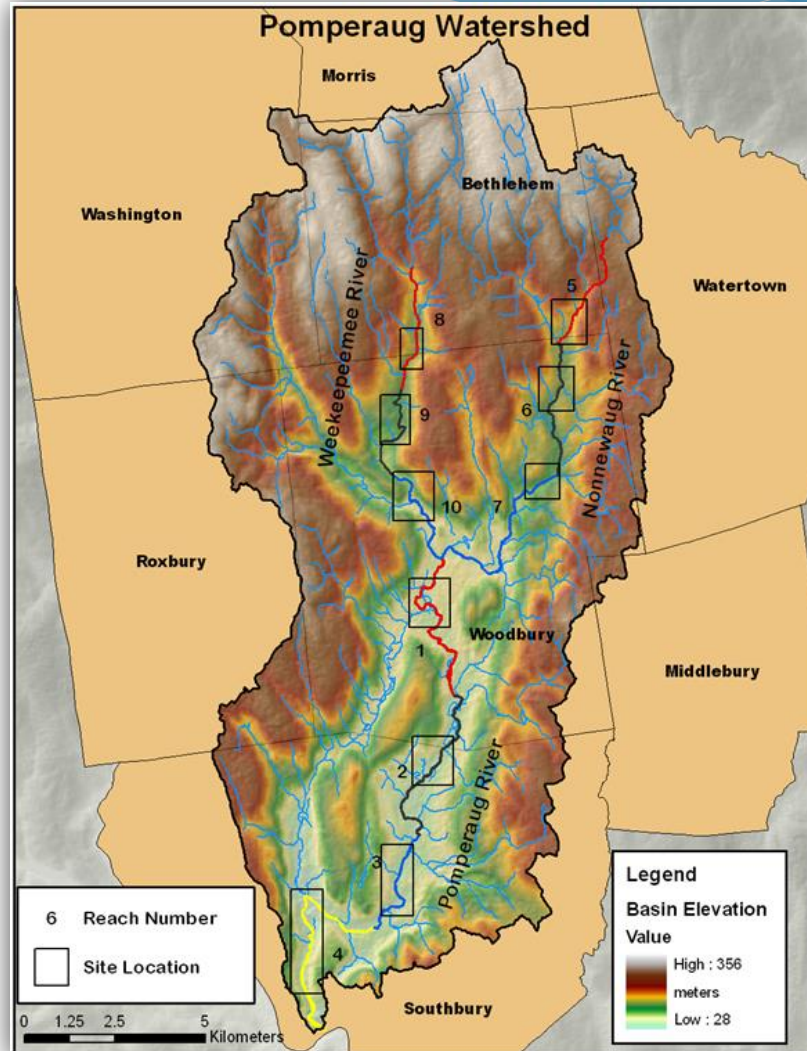 Pomperaug Watershed
Morris
Bethlehem
Washington
Watertown
5
8
Weekeepeemee River
6
9
Nonnewaug River
10
7
Roxbury
Woodbury
1
Middlebury
2
Pomperaug River
3
4
Southbury
6 Reach Number
Site Location
0 1.25 2.5 5
Kilometers
Legend
Basin Elevation
Value
High : 356
meters
Low : 28